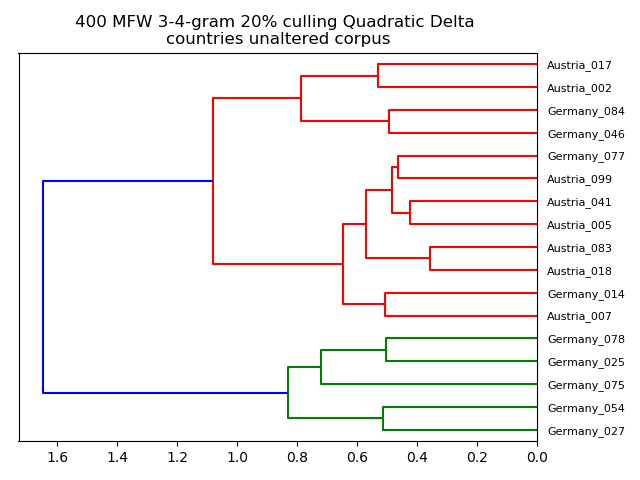 400 MFW 3-4-gram 20% culling Quadratic Delta
countries unaltered corpus
Austria_017
Austria_002
Germany_084
Germany_046
Germany_077
Austria_099
Austria_041
Austria_005
Austria_083
Austria_018
Germany_014
Austria_007
Germany_078
Germany_025
Germany_075
Germany_054
Germany_027
1.6 1.4 1.2 1.0 0.8 0.6 0.4 0.2 0.0